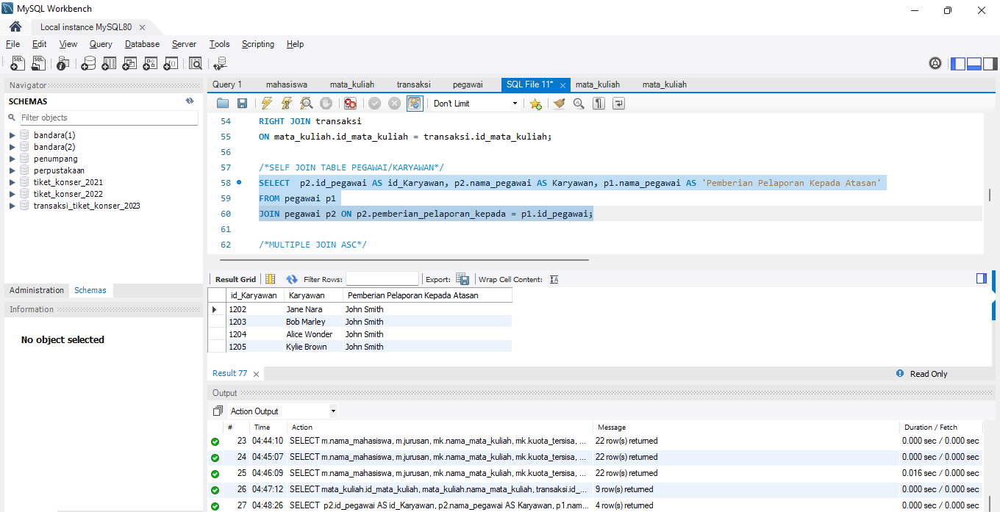 MySQL Workbench
Local instance MySQL80
File Edit View Query Database Server Tools Scripting Help
Navigator
SCHEMAS
Filter objects
bandara(1)
bandara(2)
penumpang
perpustakaan
tiket_konser_2021
tiket_konser_2022
transaksi_tiket_konser_2023
Administration Schemas
Information
No object selected
Query 1 mahasiswa mata_kuliah transaksi pegawai SQL File 11* mata_kuliah mata_kuliah
Don't Limit
54 RIGHT JOIN transaksi
55 ON mata_kuliah.id_mata_kuliah = transaksi.id_mata_kuliah;
56
57 /*SELF JOIN TABLE PEGAWAI/KARYAWAN*/
58 SELECT p2.id_pegawai AS id_Karyawan, p2.nama_pegawai AS Karyawan, p1.nama_pegawai AS 'Pemberian Pelaporan Kepada Atasan'
59 FROM pegawai p1
60 JOIN pegawai p2 ON p2.pemberian_pelaporan_kepada = p1.id_pegawai;
61
62 /*MULTIPLE JOIN ASC*/
Result Grid Filter Rows: Export: Wrap Cell Content:
id_Karyawan Karyawan Pemberian Pelaporan Kepada Atasan
1202 Jane Nara John Smith
1203 Bob Marley John Smith
1204 Alice Wonder John Smith
1205 Kylie Brown John Smith
Result 77 Read Only
Output
Action Output
# Time Action Message Duration / Fetch
23 04:44:10 SELECT m.nama_mahasiswa, m.jurusan, mk.nama_mata_kuliah, mk.kuota_tersisa, ... 22 row(s) returned 0.000 sec / 0.000 sec
24 04:45:07 SELECT m.nama_mahasiswa, m.jurusan, mk.nama_mata_kuliah, mk.kuota_tersisa, ... 22 row(s) returned 0.000 sec / 0.000 sec
25 04:46:09 SELECT m.nama_mahasiswa, m.jurusan, mk.nama_mata_kuliah, mk.kuota_tersisa, ... 22 row(s) returned 0.016 sec / 0.000 sec
26 04:47:12 SELECT mata_kuliah.id_mata_kuliah, mata_kuliah.nama_mata_kuliah, transaksi.id_... 9 row(s) returned 0.000 sec / 0.000 sec
27 04:48:26 SELECT p2.id_pegawai AS id_Karyawan, p2.nama_pegawai AS Karyawan, p1.nam... 4 row(s) returned 0.000 sec / 0.000 sec